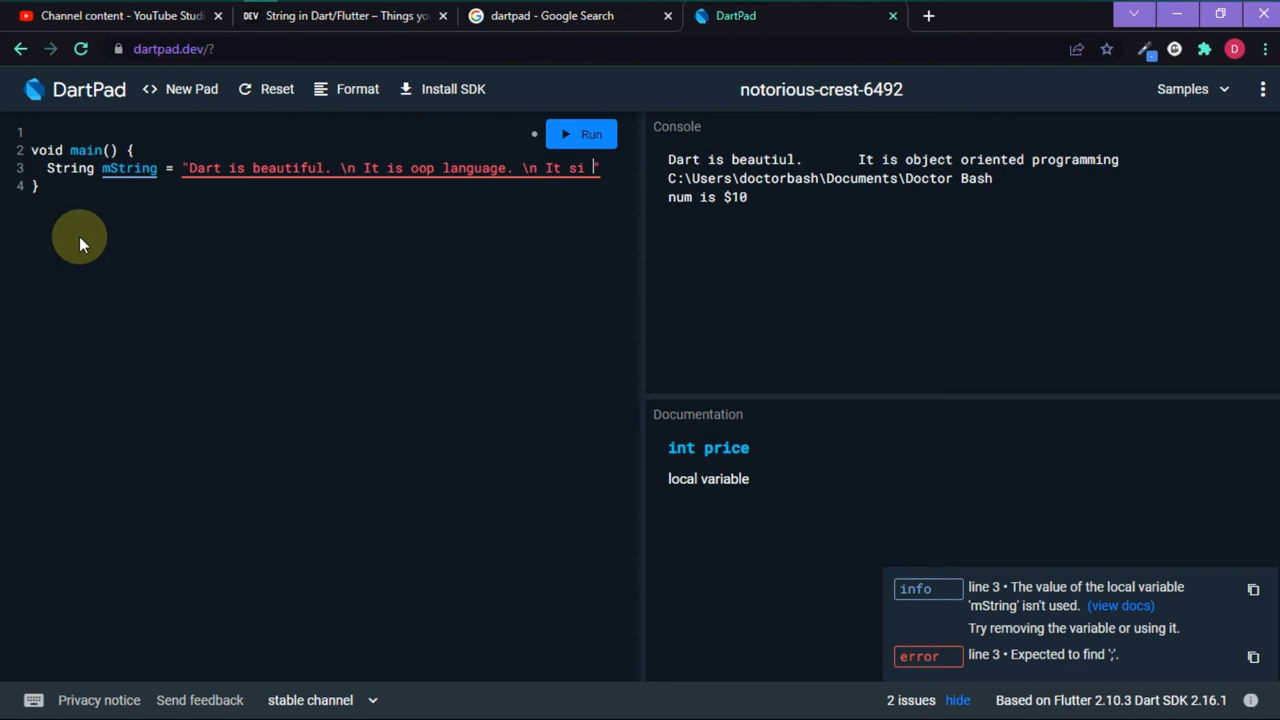 Channel content - YouTube Studi
DEV String in Dart/Flutter – Things yo
dartpad - Google Search
DartPad
dartpad.dev/?
D
DartPad
<> New Pad
Reset
Format
Install SDK
notorious-crest-6492
Samples
1
2 void main() {
3 String mString = "Dart is beautiful. \n It is oop language. \n It si "
4 }
Run
Console
Dart is beautiul. It is object oriented programming
C:\Users\doctorbash\Documents\Doctor Bash
num is $10
Documentation
int price
local variable
info line 3 • The value of the local variable
'mString' isn't used. (view docs)
Try removing the variable or using it.
error line 3 • Expected to find ';'.
Privacy notice
Send feedback
stable channel
2 issues hide
Based on Flutter 2.10.3 Dart SDK 2.16.1